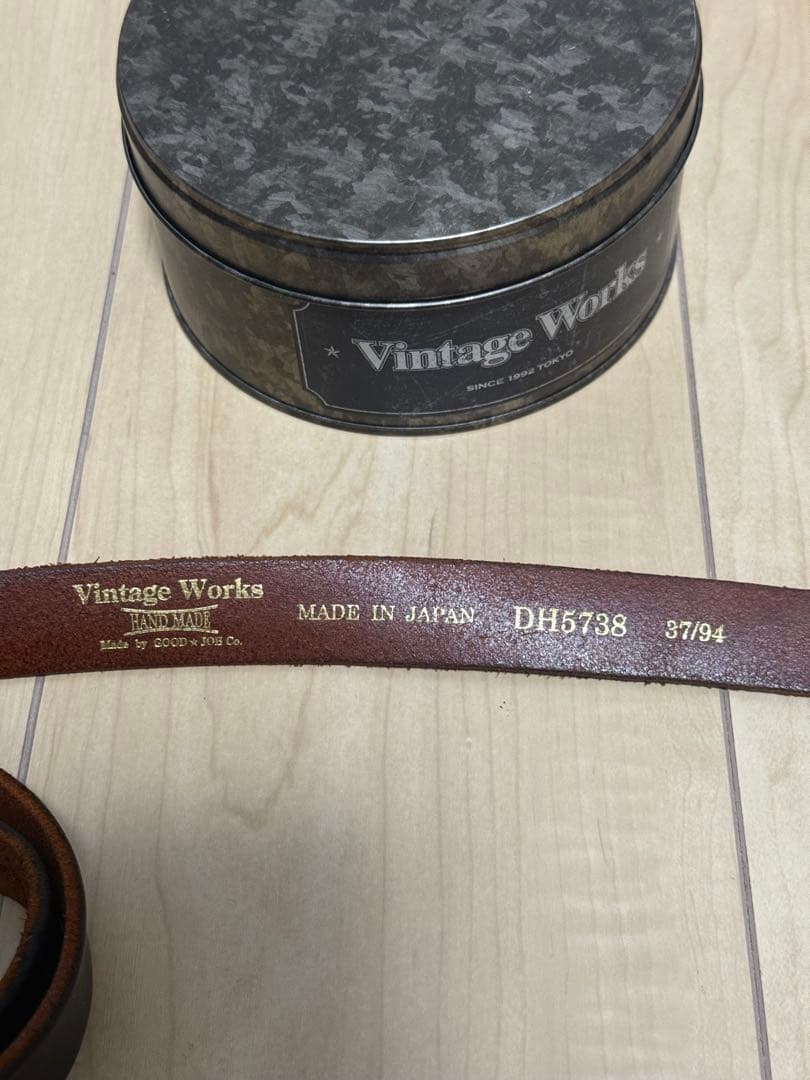 ★ Vintage Works ★
SINCE 1992 TOKYO
Vintage Works
HAND MADE
Made by GOOD★JOB Co.
MADE IN JAPAN
DH5738
37/94